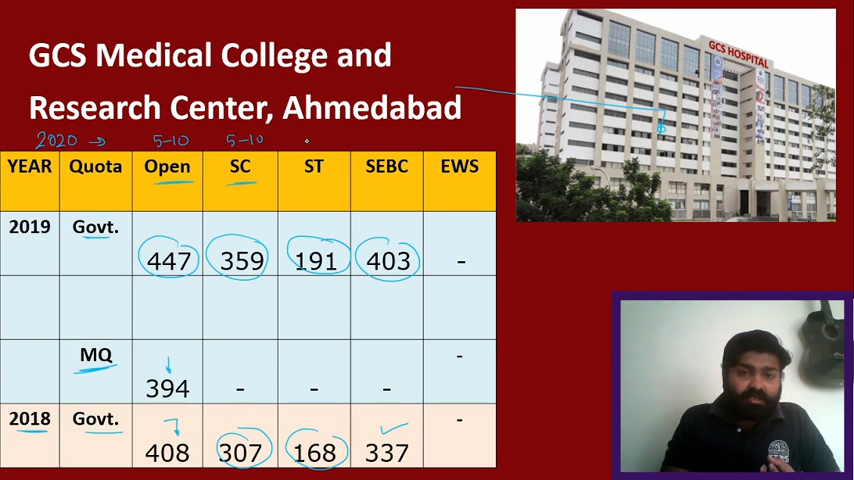 GCS Medical College and
Research Center, Ahmedabad
GCS HOSPITAL
2020 → 5-10 5-10
YEAR Quota Open SC ST SEBC EWS
2019 Govt.
447 359 191 403 -
MQ -
394 - - -
2018 Govt. -
408 307 168 337